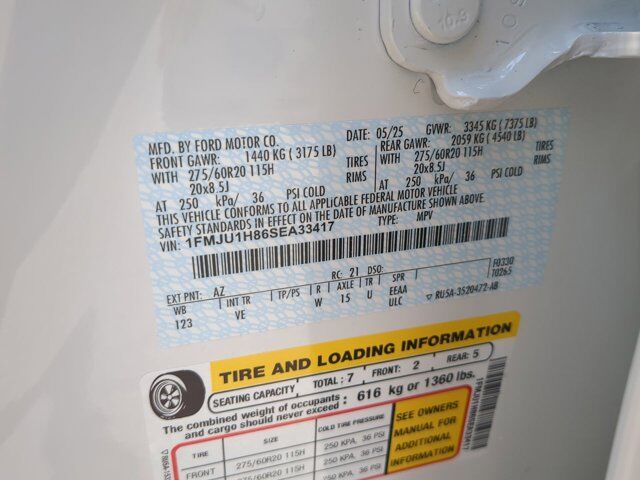 10.9
MFD. BY FORD MOTOR CO. DATE: 05/25 GVWR: 3345 KG (7375 LB)
FRONT GAWR: 1440 KG (3175 LB) REAR GAWR: 2059 KG (4540 LB)
WITH 275/60R20 115H TIRES WITH 275/60R20 115H TIRES
20x8.5J RIMS 20x8.5J RIMS
AT 250 kPa/ 36 PSI COLD AT 250 kPa/ 36 PSI COLD
THIS VEHICLE CONFORMS TO ALL APPLICABLE FEDERAL MOTOR VEHICLE
SAFETY STANDARDS IN EFFECT ON THE DATE OF MANUFACTURE SHOWN ABOVE.
VIN: 1FMJU1H86SEA33417 TYPE: MPV
EXT PNT: AZ RC: 21 DSO: F0330
WB INT TR TP/PS R AXLE TR SPR T0265
123 VE W 15 U EEAA
ULC ▽ RU5A-3520472-AB
TIRE AND LOADING INFORMATION
SEATING CAPACITY TOTAL: 7 FRONT: 2 REAR: 5
The combined weight of occupants and cargo should never exceed: 616 kg or 1360 lbs.
TIRE SIZE COLD TIRE PRESSURE
FRONT 275/60R20 115H 250 KPA, 36 PSI
275/60R20 115H 250 KPA, 36 PSI
SEE OWNERS
MANUAL FOR
ADDITIONAL
INFORMATION